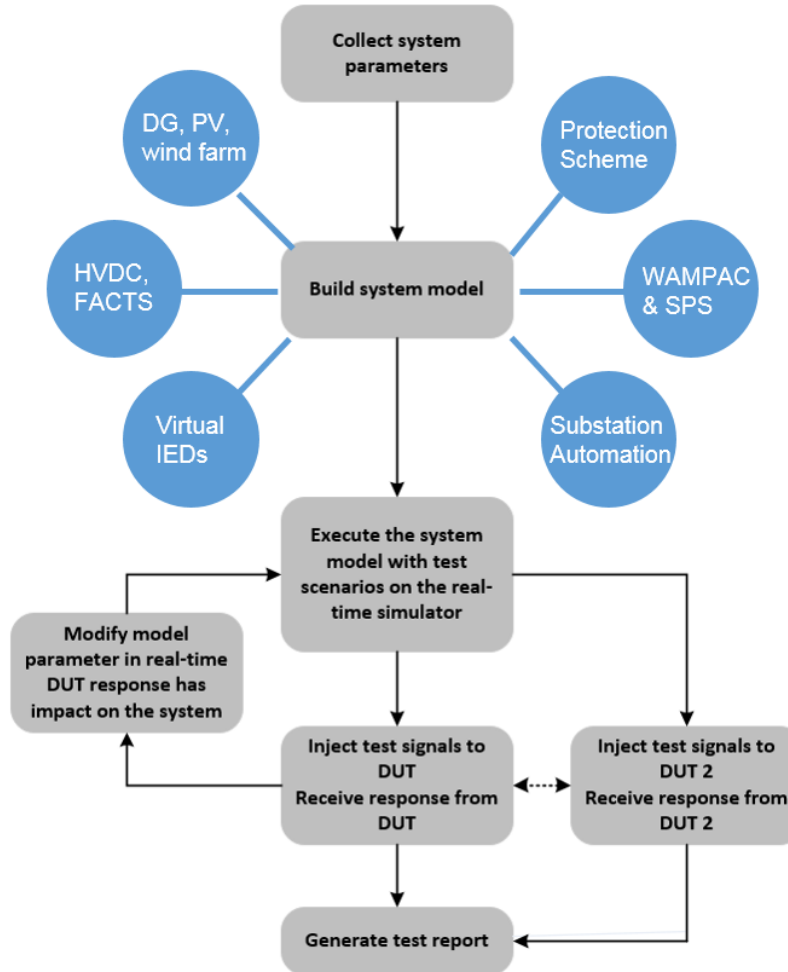 Collect system
parameters
DG, PV,
wind farm
Protection
Scheme
HVDC,
FACTS
Build system model
WAMPAC
& SPS
Virtual
IEDs
Substation
Automation
Execute the system
model with test
scenarios on the real-
time simulator
Modify model
parameter in real-time
DUT response has
impact on the system
Inject test signals to
DUT
Receive response from
DUT
Inject test signals to
DUT 2
Receive response from
DUT 2
Generate test report